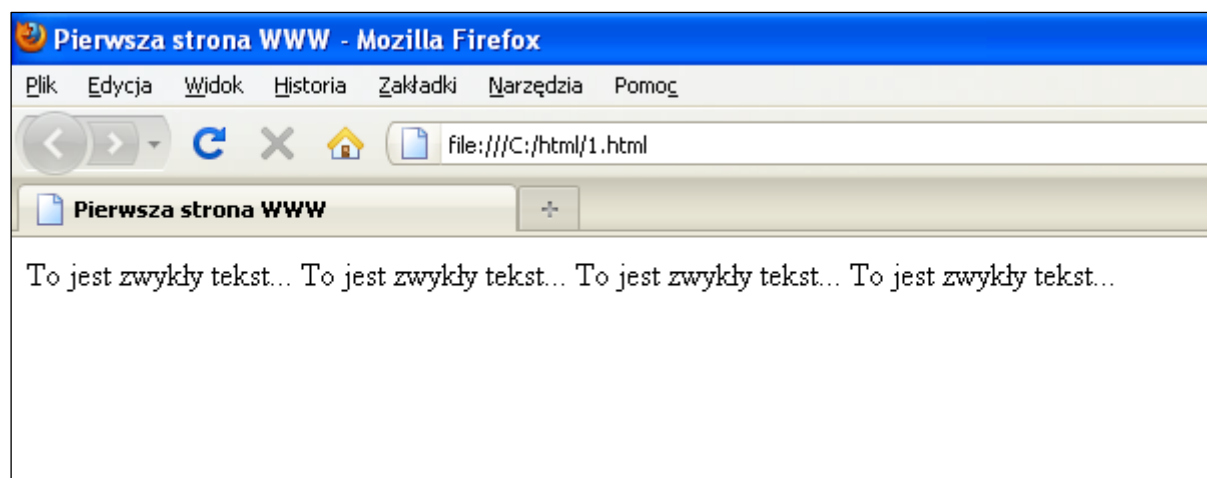 Pierwsza strona WWW - Mozilla Firefox
Plik Edycja Widok Historia Zakładki Narzędzia Pomoc
file:///C:/html/1.html
Pierwsza strona WWW
To jest zwykły tekst... To jest zwykły tekst... To jest zwykły tekst... To jest zwykły tekst...